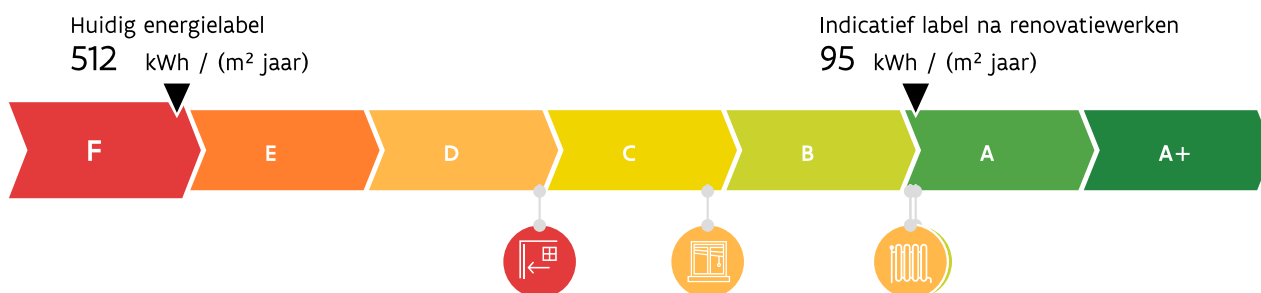 Huidig energielabel
512 kWh / (m² jaar)
Indicatief label na renovatiewerken
95 kWh / (m² jaar)
F E D C B A A+